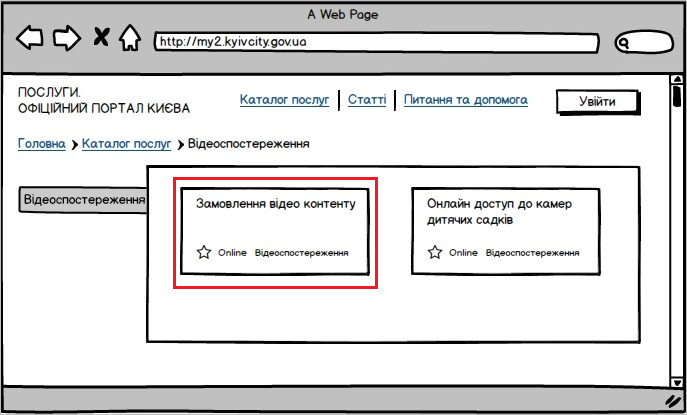 A Web Page
http://my2.kyivcity.gov.ua
ПОСЛУГИ.
ОФІЦІЙНИЙ ПОРТАЛ КИЄВА
Каталог послуг | Статті | Питання та допомога
Увійти
Головна > Каталог послуг > Відеоспостереження
Відеоспостереження
Замовлення відео контенту
Online Відеоспостереження
Онлайн доступ до камер
дитячих садків
Online Відеоспостереження